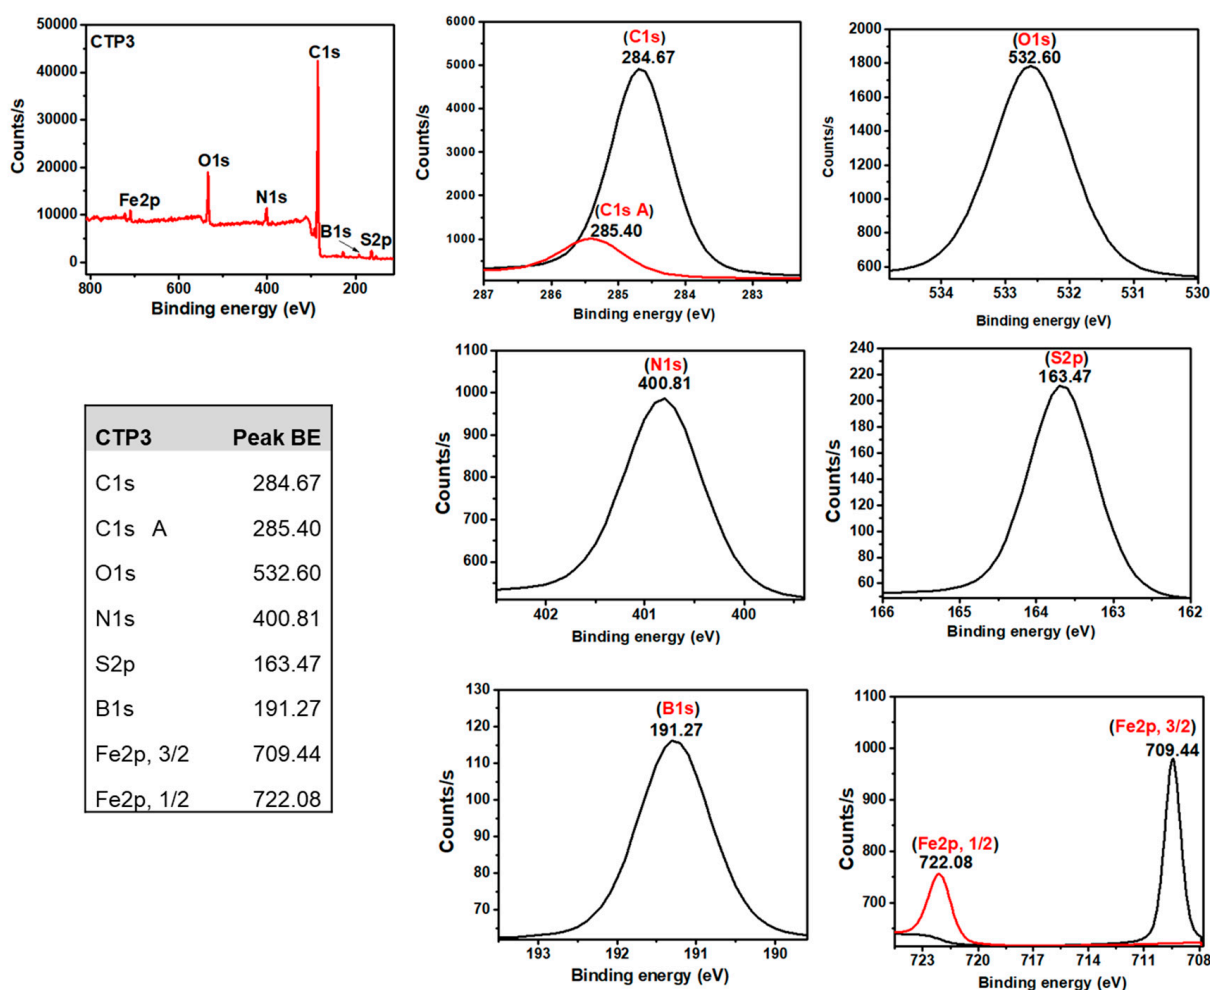 CTP3
C1s
O1s
N1s
Fe2p
B1s
S2p
50000
40000
30000
20000
10000
0
800
600
400
200
Counts/s
Binding energy (eV)
(C1s)
284.67
(C1s A)
285.40
6000
5000
4000
3000
2000
1000
287
286
285
284
283
Counts/s
Binding energy (eV)
(O1s)
532.60
2000
1800
1600
1400
1200
1000
800
600
534
533
532
531
530
Counts/s
Binding energy (eV)
CTP3 Peak BE
C1s 284.67
C1s A 285.40
O1s 532.60
N1s 400.81
S2p 163.47
B1s 191.27
Fe2p, 3/2 709.44
Fe2p, 1/2 722.08
(N1s)
400.81
1100
1000
900
800
700
600
402
401
400
Counts/s
Binding energy (eV)
(S2p)
163.47
240
220
200
180
160
140
120
100
80
60
166
165
164
163
162
Counts/s
Binding energy (eV)
(B1s)
191.27
130
120
110
100
90
80
70
193
192
191
190
Counts/s
Binding energy (eV)
(Fe2p, 3/2)
709.44
(Fe2p, 1/2)
722.08
1100
1000
900
800
700
723
720
717
714
711
708
Counts/s
Binding energy (eV)